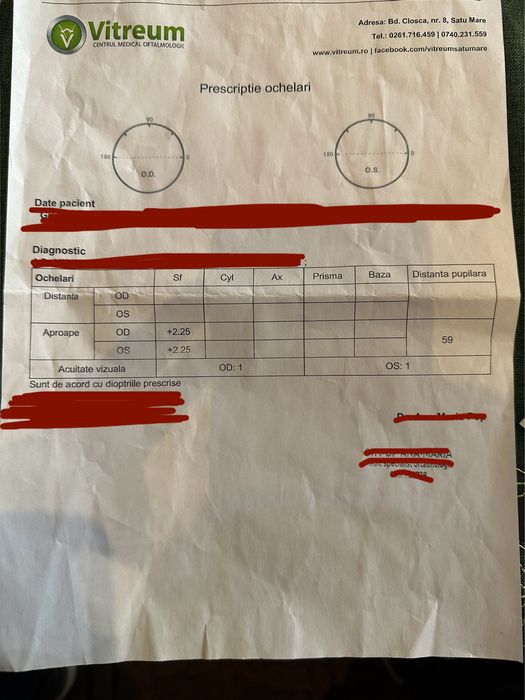 Vitreum
CENTRUL MEDICAL OFTALMOLOGIC
Adresa: Bd. Closca, nr. 8, Satu Mare
Tel.: 0261.716.459 | 0740.231.559
www.vitreum.ro | facebook.com/vitreumsatumare
Prescriptie ochelari
90
180 0
O.D.
90
180 0
O.S.
Date pacient
Diagnostic
Ochelari Sf Cyl Ax Prisma Baza Distanta pupilara
Distanta OD
OS
Aproape OD +2.25 59
OS +2.25
Acuitate vizuala OD: 1 OS: 1
Sunt de acord cu dioptriile prescrise